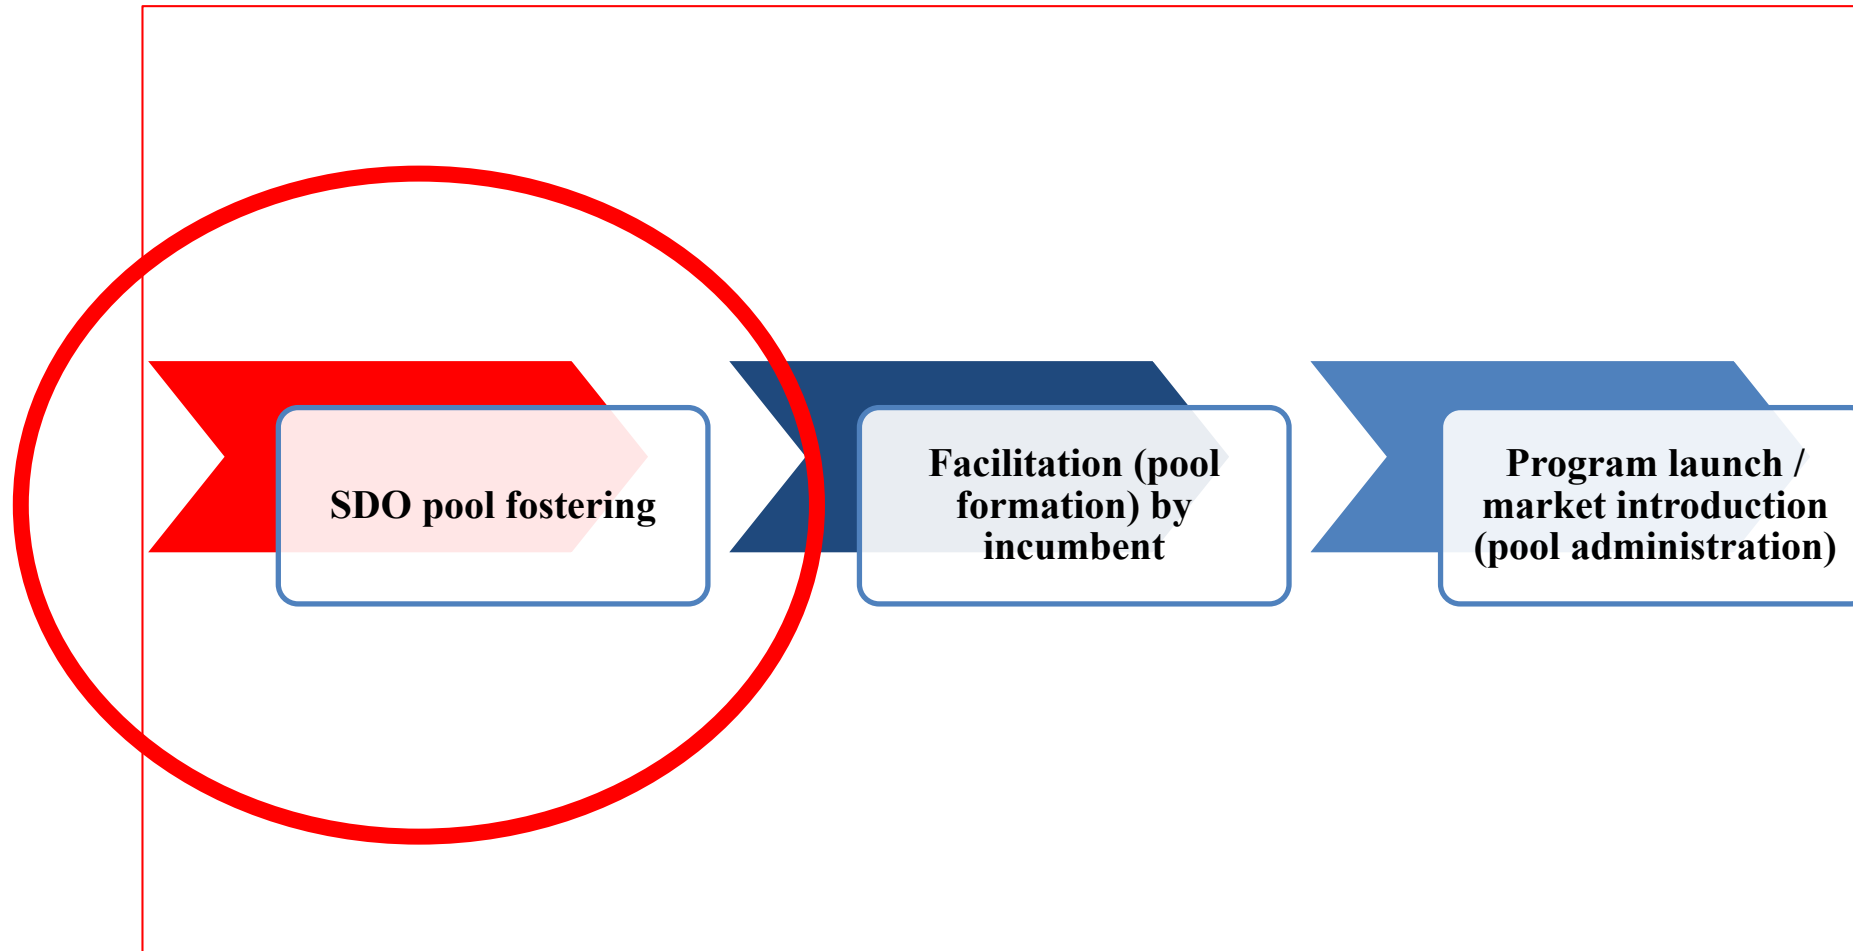 SDO pool fostering
Facilitation (pool
formation) by
incumbent
Program launch /
market introduction
(pool administration)